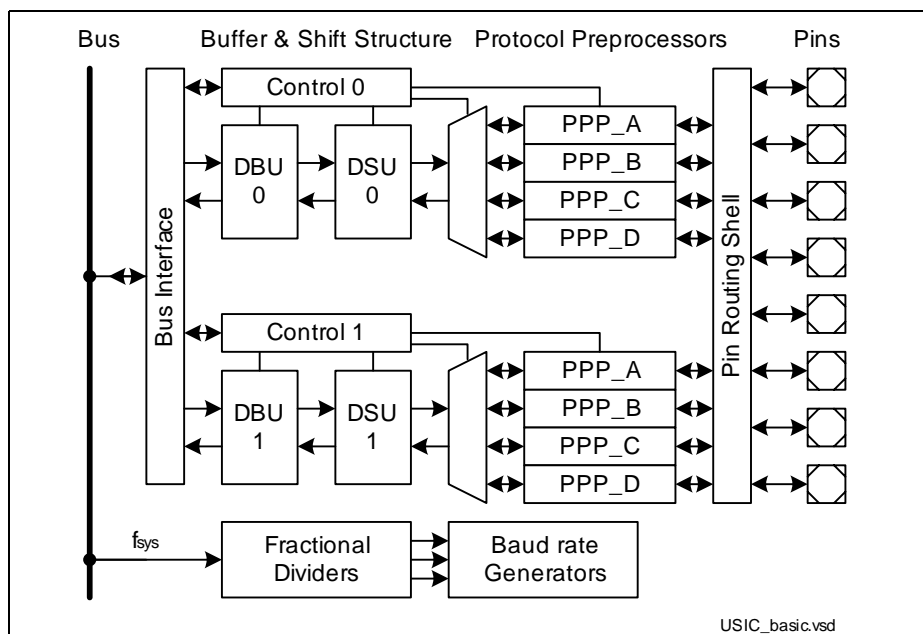 Bus Buffer & Shift Structure Protocol Preprocessors Pins
Bus Interface
Control 0
DBU
0
DSU
0
PPP_A
PPP_B
PPP_C
PPP_D
Control 1
DBU
1
DSU
1
PPP_A
PPP_B
PPP_C
PPP_D
Pin Routing Shell
fsys
Fractional
Dividers
Baud rate
Generators
USIC_basic.vsd